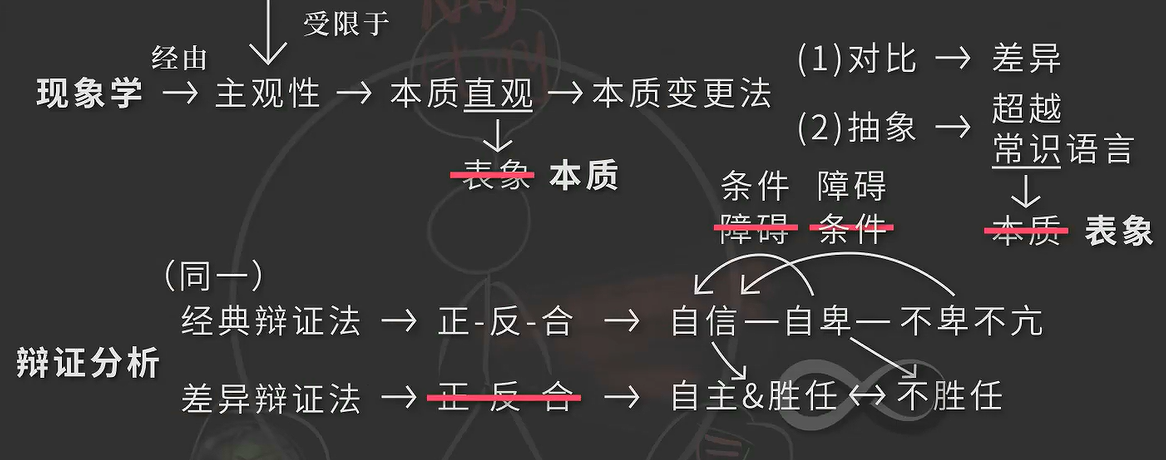 受限于
经由
现象学 → 主观性 → 本质直观 → 本质变更法
表象 本质
(1)对比 → 差异
(2)抽象 → 超越
常识语言
本质 表象
条件 障碍
障碍 条件
辩证分析
(同一)
经典辩证法 → 正-反-合 → 自信—自卑—不卑不亢
差异辩证法 → 正 反 合 → 自主&胜任↔不胜任